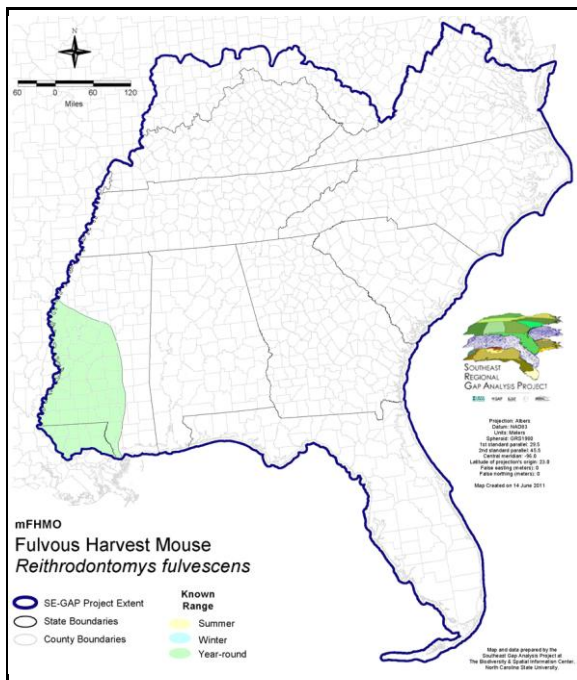 N
60 0 60 120
Miles
SOUTHEAST
REGIONAL
GAP ANALYSIS PROJECT
Projection: Albers
Datum: NAD83
Units: Meters
Spheroid: GRS1980
1st standard parallel: 29.5
2nd standard parallel: 45.5
Central meridian: -96.0
Latitude of projection's origin: 23.0
False easting (meters): 0
False northing (meters): 0
Map Created on 14 June 2011
mFHMO
Fulvous Harvest Mouse
Reithrodontomys fulvescens
SE-GAP Project Extent
State Boundaries
County Boundaries
Known
Range
Summer
Winter
Year-round
Map and data prepared by the
Southeast Gap Analysis Project at
The Biodiversity & Spatial Information Center,
North Carolina State University.